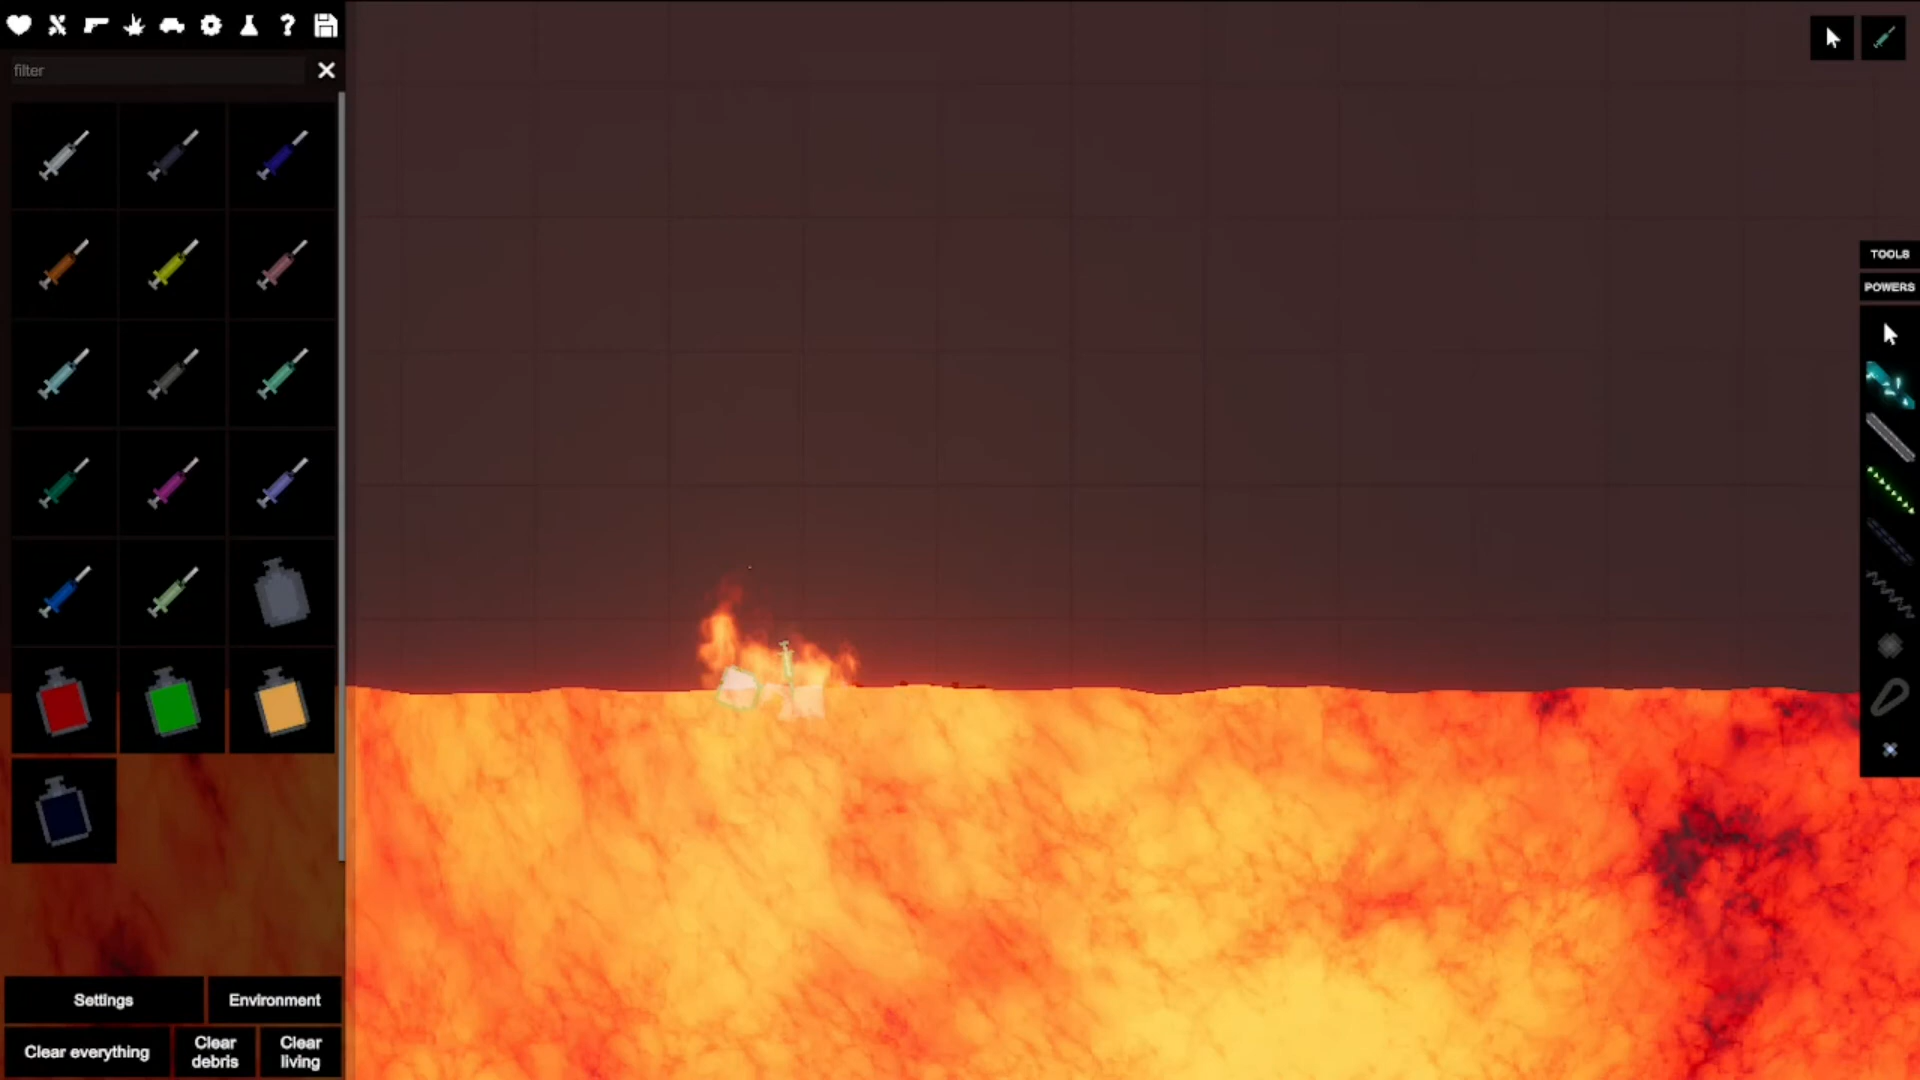 filter
TOOLS
POWERS
Settings
Environment
Clear everything
Clear
debris
Clear
living